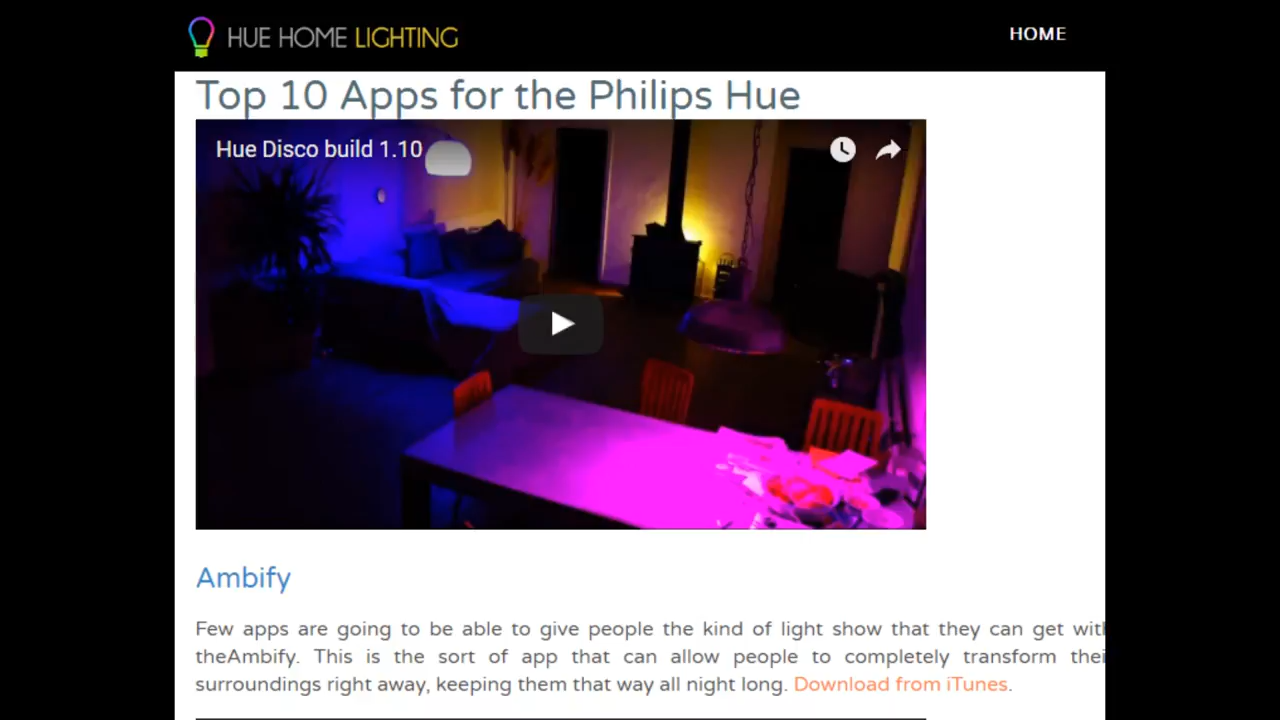 HUE HOME LIGHTING
HOME
Top 10 Apps for the Philips Hue
Hue Disco build 1.10
Ambify
Few apps are going to be able to give people the kind of light show that they can get with
theAmbify. This is the sort of app that can allow people to completely transform thei
surroundings right away, keeping them that way all night long. Download from iTunes.